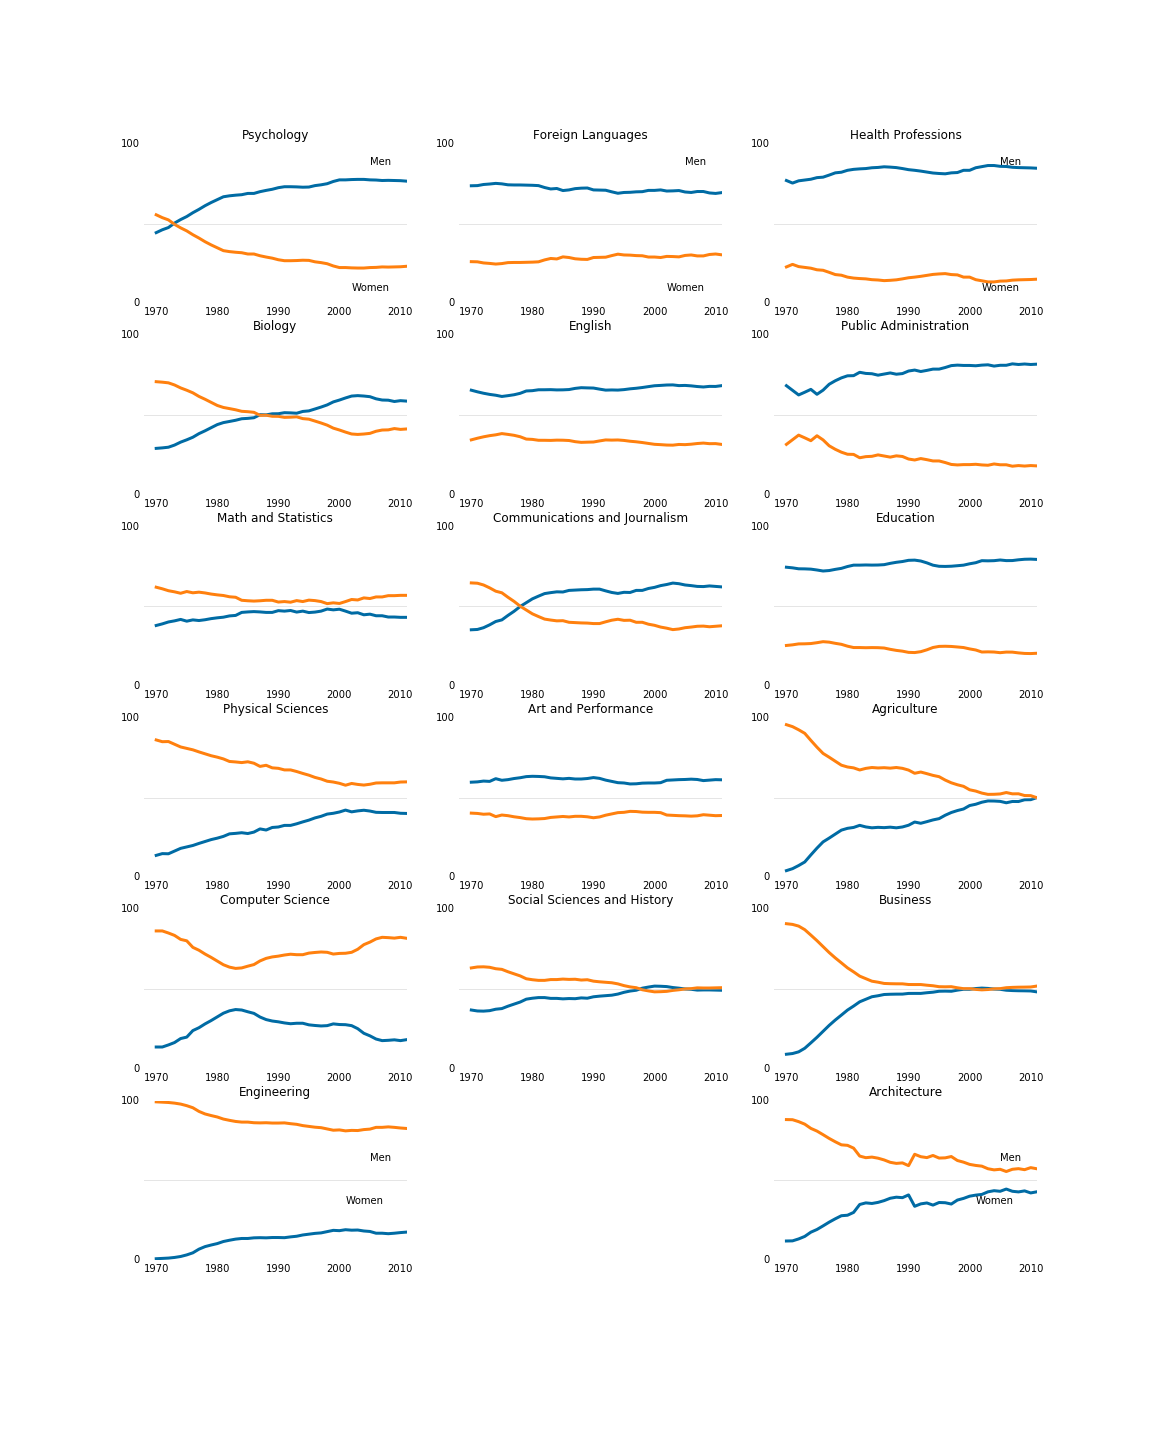 Psychology
100
Men
Women
0
1970 1980 1990 2000 2010
Foreign Languages
100
Men
Women
0
1970 1980 1990 2000 2010
Health Professions
100
Men
Women
0
1970 1980 1990 2000 2010
Biology
100
0
1970 1980 1990 2000 2010
English
100
0
1970 1980 1990 2000 2010
Public Administration
100
0
1970 1980 1990 2000 2010
Math and Statistics
100
0
1970 1980 1990 2000 2010
Communications and Journalism
100
0
1970 1980 1990 2000 2010
Education
100
0
1970 1980 1990 2000 2010
Physical Sciences
100
0
1970 1980 1990 2000 2010
Art and Performance
100
0
1970 1980 1990 2000 2010
Agriculture
100
0
1970 1980 1990 2000 2010
Computer Science
100
0
1970 1980 1990 2000 2010
Social Sciences and History
100
0
1970 1980 1990 2000 2010
Business
100
0
1970 1980 1990 2000 2010
Engineering
100
Men
Women
0
1970 1980 1990 2000 2010
Architecture
100
Men
Women
0
1970 1980 1990 2000 2010